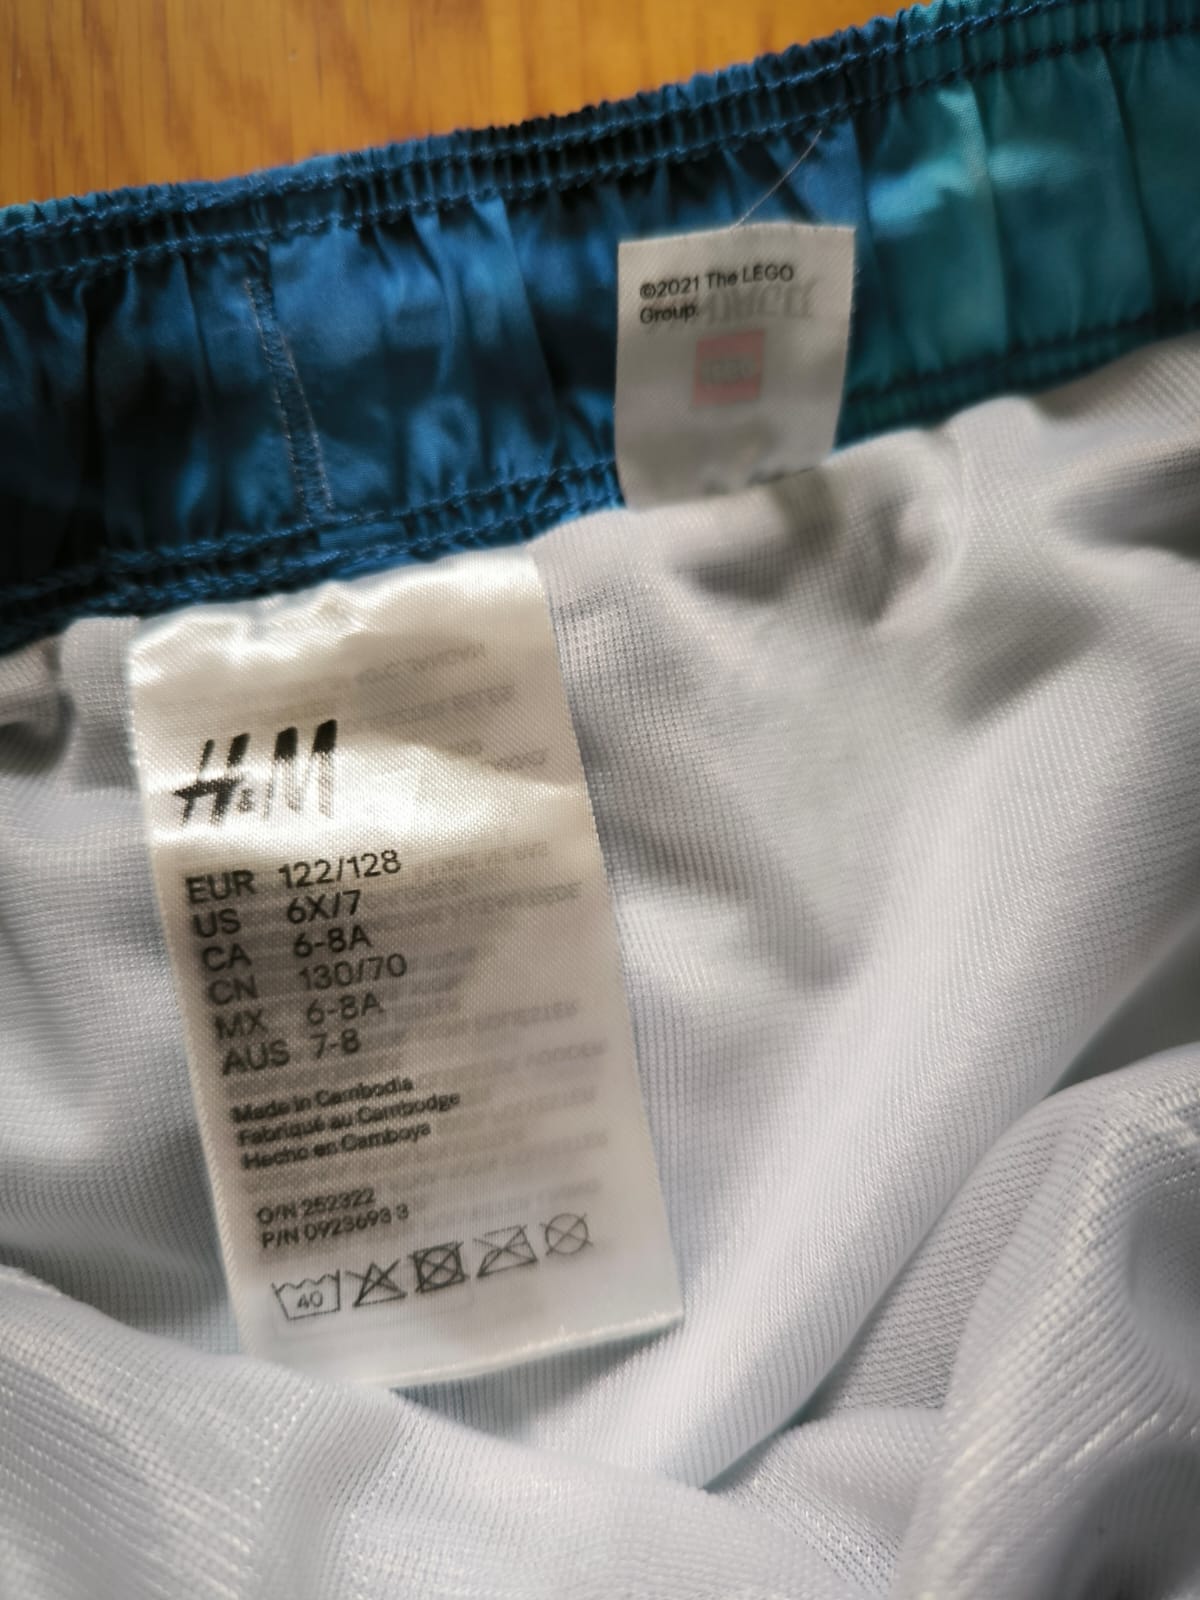 ©2021 The LEGO
Group.
H&M
EUR 122/128
US 6X/7
CA 6-8A
CN 130/70
MX 6-8A
AUS 7-8
Made in Cambodia
Fabriqué au Cambodge
Hecho en Camboya
O/N 252322
P/N 0923693 3
40